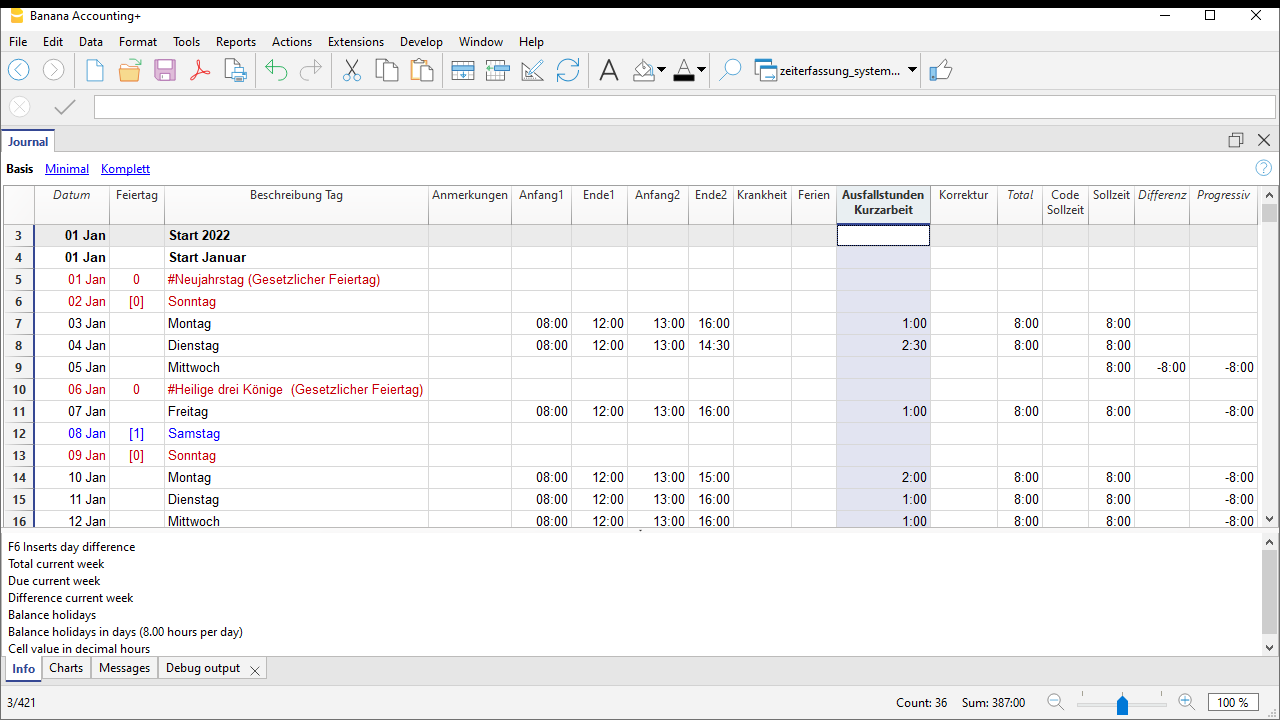 Banana Accounting+
File Edit Data Format Tools Reports Actions Extensions Develop Window Help
zeiterfassung_system...
Journal
Basis Minimal Komplett
Datum Feiertag Beschreibung Tag Anmerkungen Anfang1 Ende1 Anfang2 Ende2 Krankheit Ferien Ausfallstunden Korrektur Total Code Sollzeit Differenz Progressiv
Kurzarbeit Sollzeit
3 01 Jan Start 2022
4 01 Jan Start Januar
5 01 Jan 0 #Neujahrstag (Gesetzlicher Feiertag)
6 02 Jan [0] Sonntag
7 03 Jan Montag 08:00 12:00 13:00 16:00 1:00 8:00 8:00
8 04 Jan Dienstag 08:00 12:00 13:00 14:30 2:30 8:00 8:00
9 05 Jan Mittwoch 8:00 -8:00 -8:00
10 06 Jan 0 #Heilige drei Könige (Gesetzlicher Feiertag)
11 07 Jan Freitag 08:00 12:00 13:00 16:00 1:00 8:00 8:00 -8:00
12 08 Jan [1] Samstag
13 09 Jan [0] Sonntag
14 10 Jan Montag 08:00 12:00 13:00 15:00 2:00 8:00 8:00 -8:00
15 11 Jan Dienstag 08:00 12:00 13:00 16:00 1:00 8:00 8:00 -8:00
16 12 Jan Mittwoch 08:00 12:00 13:00 16:00 1:00 8:00 8:00 -8:00
F6 Inserts day difference
Total current week
Due current week
Difference current week
Balance holidays
Balance holidays in days (8.00 hours per day)
Cell value in decimal hours
Info Charts Messages Debug output
3/421 Count: 36 Sum: 387:00 100 %